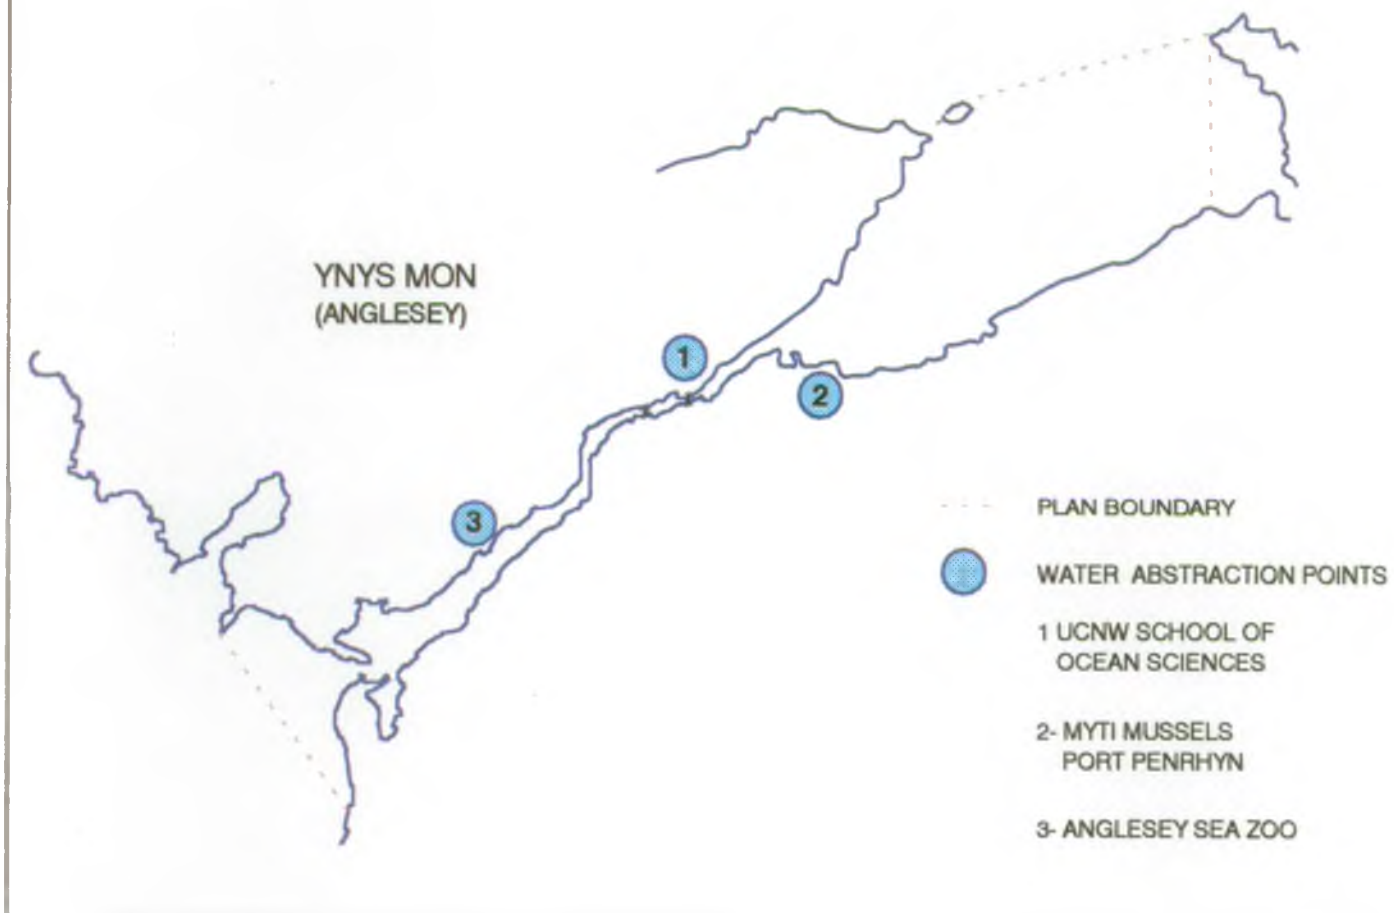 YNYS MON
(ANGLESEY)
1
2
3
PLAN BOUNDARY
WATER ABSTRACTION POINTS
1 UCNW SCHOOL OF
OCEAN SCIENCES
2- MYTI MUSSELS
PORT PENRHYN
3- ANGLESEY SEA ZOO